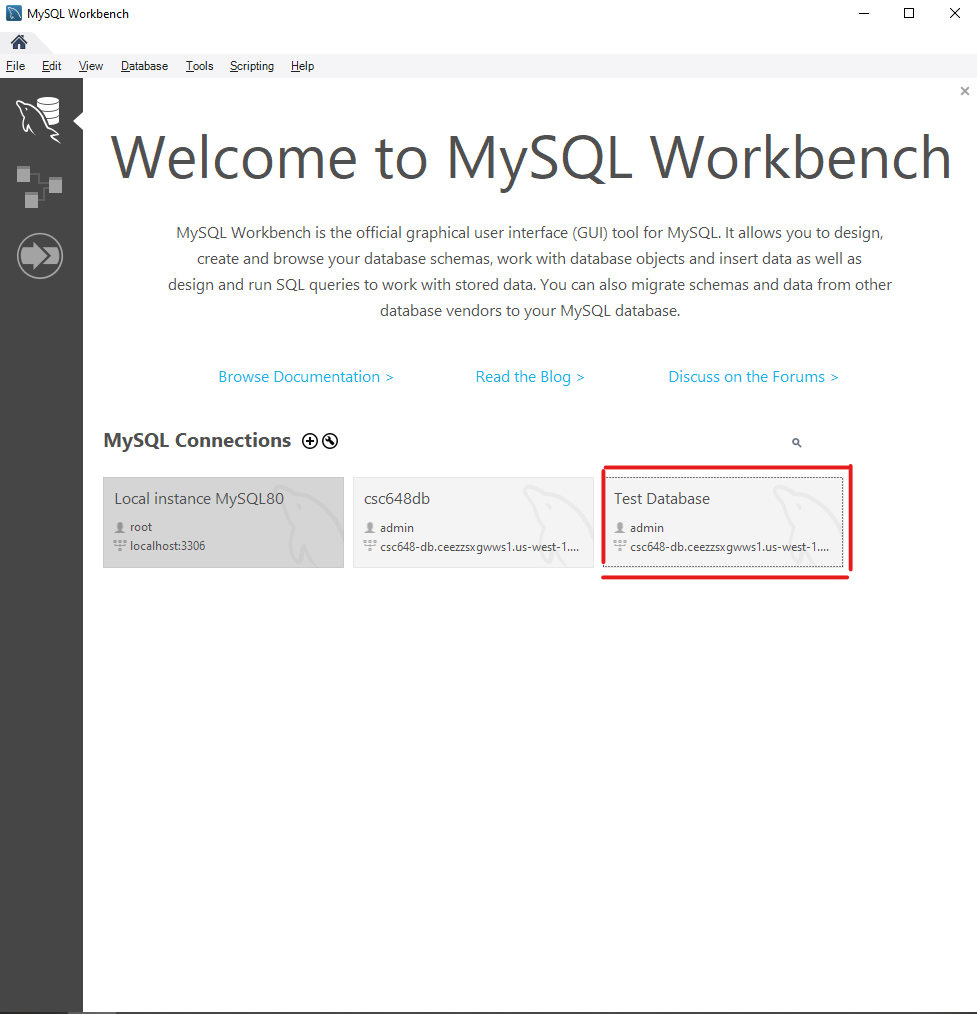 MySQL Workbench
File Edit View Database Tools Scripting Help
Welcome to MySQL Workbench
MySQL Workbench is the official graphical user interface (GUI) tool for MySQL. It allows you to design,
create and browse your database schemas, work with database objects and insert data as well as
design and run SQL queries to work with stored data. You can also migrate schemas and data from other
database vendors to your MySQL database.
Browse Documentation > Read the Blog > Discuss on the Forums >
MySQL Connections
Local instance MySQL80
root
localhost:3306
csc648db
admin
csc648-db.ceezzsxgwws1.us-west-1....
Test Database
admin
csc648-db.ceezzsxgwws1.us-west-1....